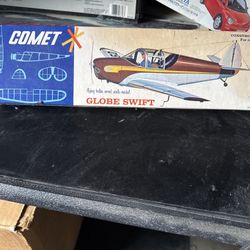 COMET
flying balsa wood scale model
GLOBE SWIFT